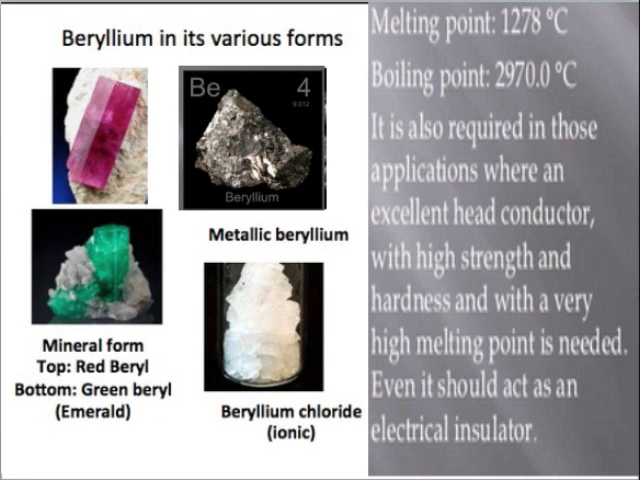 Beryllium in its various forms
Be 4
9.012
Beryllium
Metallic beryllium
Mineral form
Top: Red Beryl
Bottom: Green beryl
(Emerald)
Beryllium chloride
(ionic)
Melting point: 1278 °C
Boiling point: 2970.0 °C
It is also required in those
applications where an
excellent head conductor,
with high strength and
hardness and with a very
high melting point is needed.
Even it should act as an
electrical insulator.